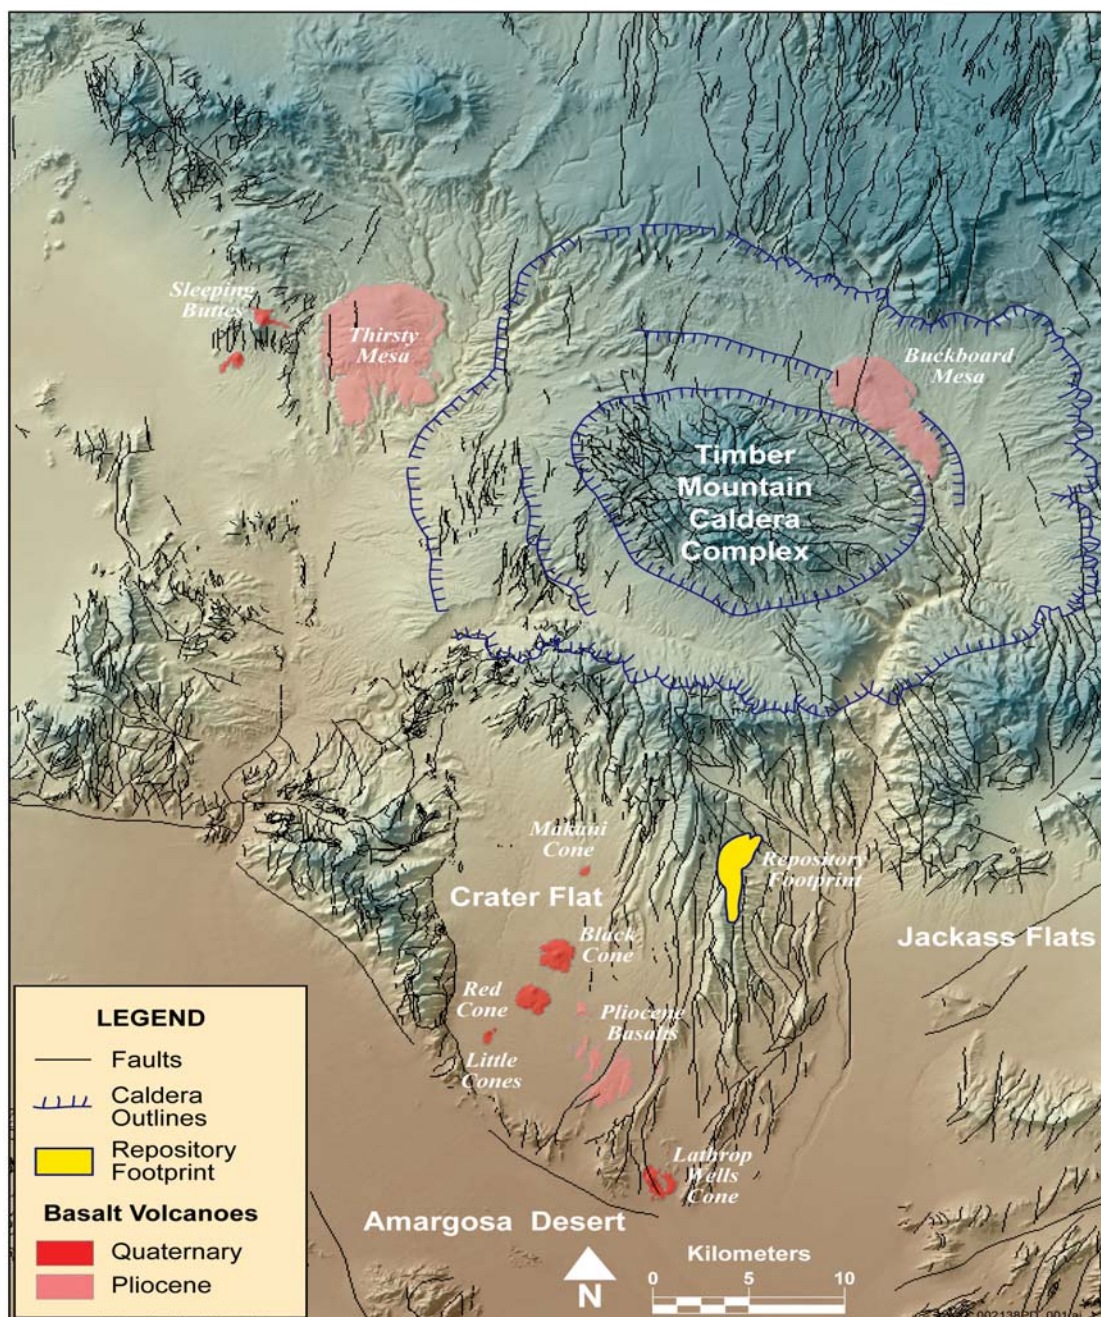 Sleeping
Buttes
Thirsty
Mesa
Buckboard
Mesa
Timber
Mountain
Caldera
Complex
Makani
Cone
Repository
Footprint
Crater Flat
Black
Cone
Jackass Flats
Red
Cone
Pliocene
Basalts
Little
Cones
Lathrop
Wells
Cone
Amargosa Desert
N
Kilometers
0 5 10
LEGEND
Faults
Caldera
Outlines
Repository
Footprint
Basalt Volcanoes
Quaternary
Pliocene